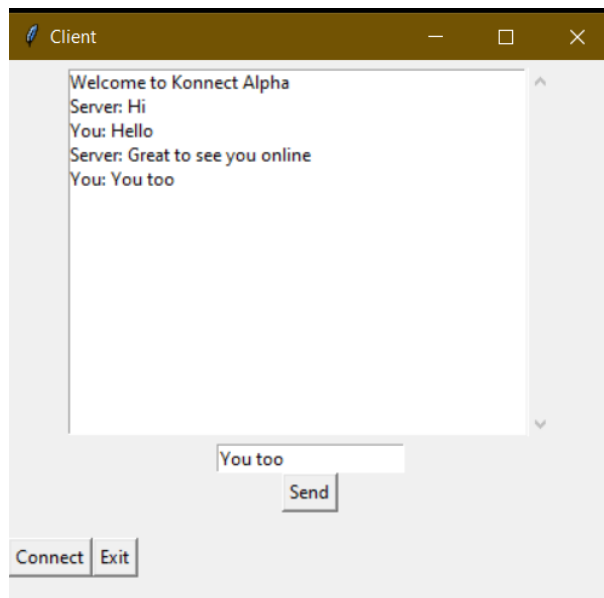 Client
Welcome to Konnect Alpha
Server: Hi
You: Hello
Server: Great to see you online
You: You too
You too
Send
Connect Exit